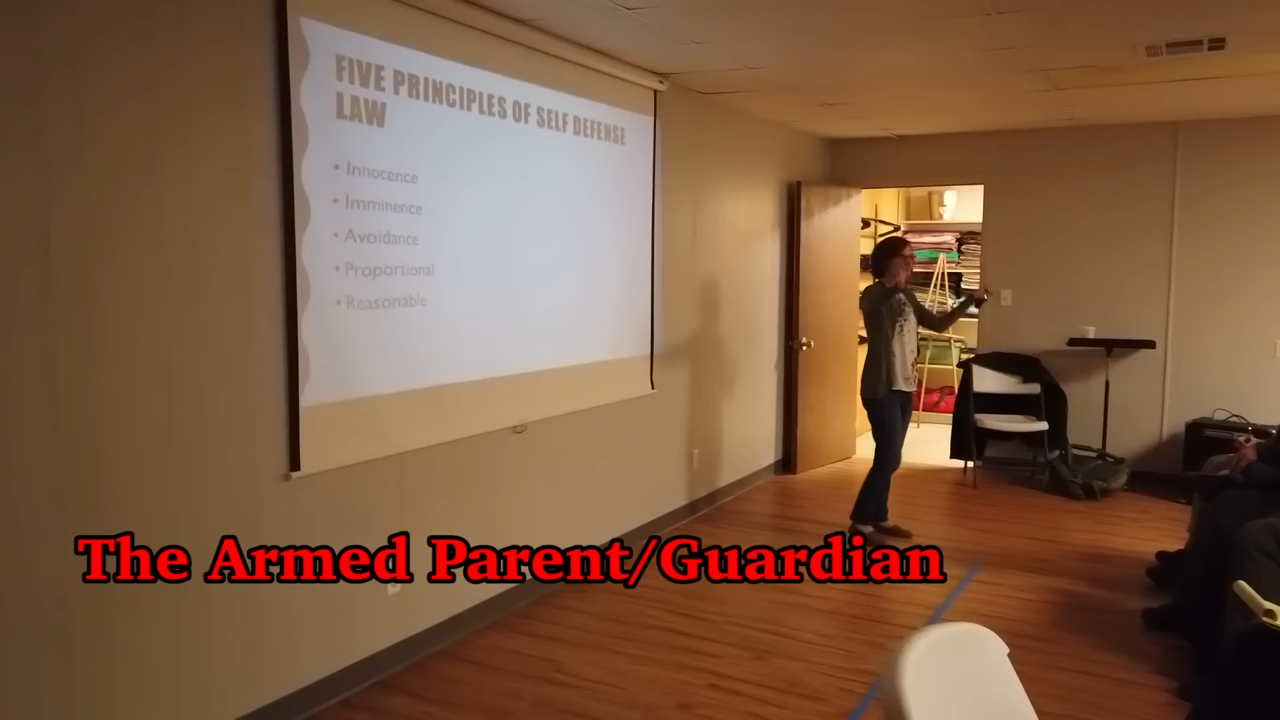 FIVE PRINCIPLES OF SELF DEFENSE
LAW
• Innocence
• Imminence
• Avoidance
• Proportional
• Reasonable
The Armed Parent/Guardian